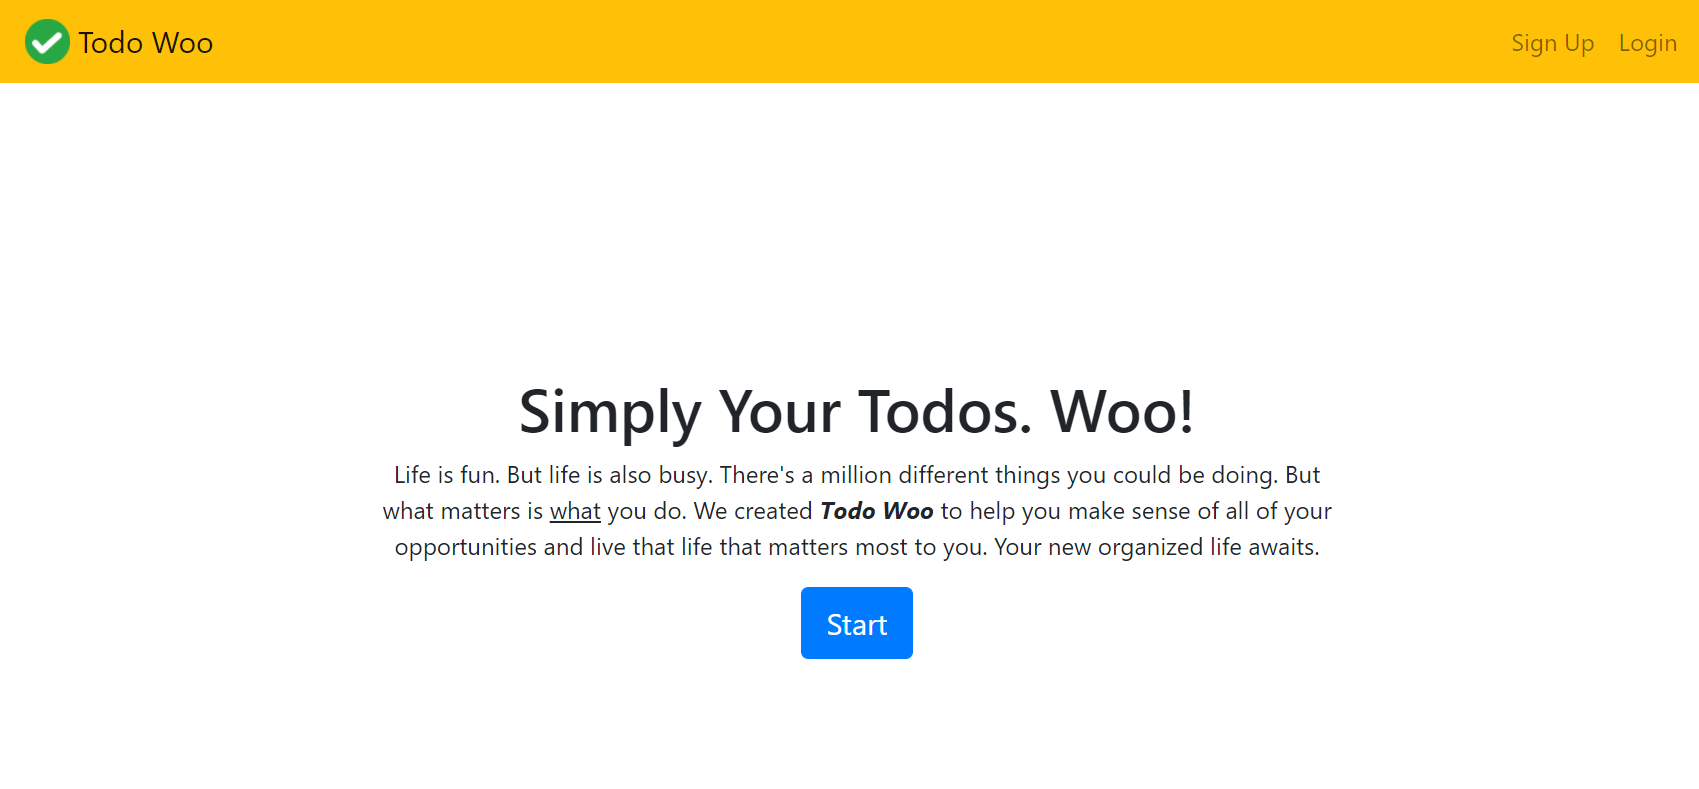 Todo Woo
Sign Up
Login
Simply Your Todos. Woo!
Life is fun. But life is also busy. There's a million different things you could be doing. But
what matters is what you do. We created Todo Woo to help you make sense of all of your
opportunities and live that life that matters most to you. Your new organized life awaits.
Start